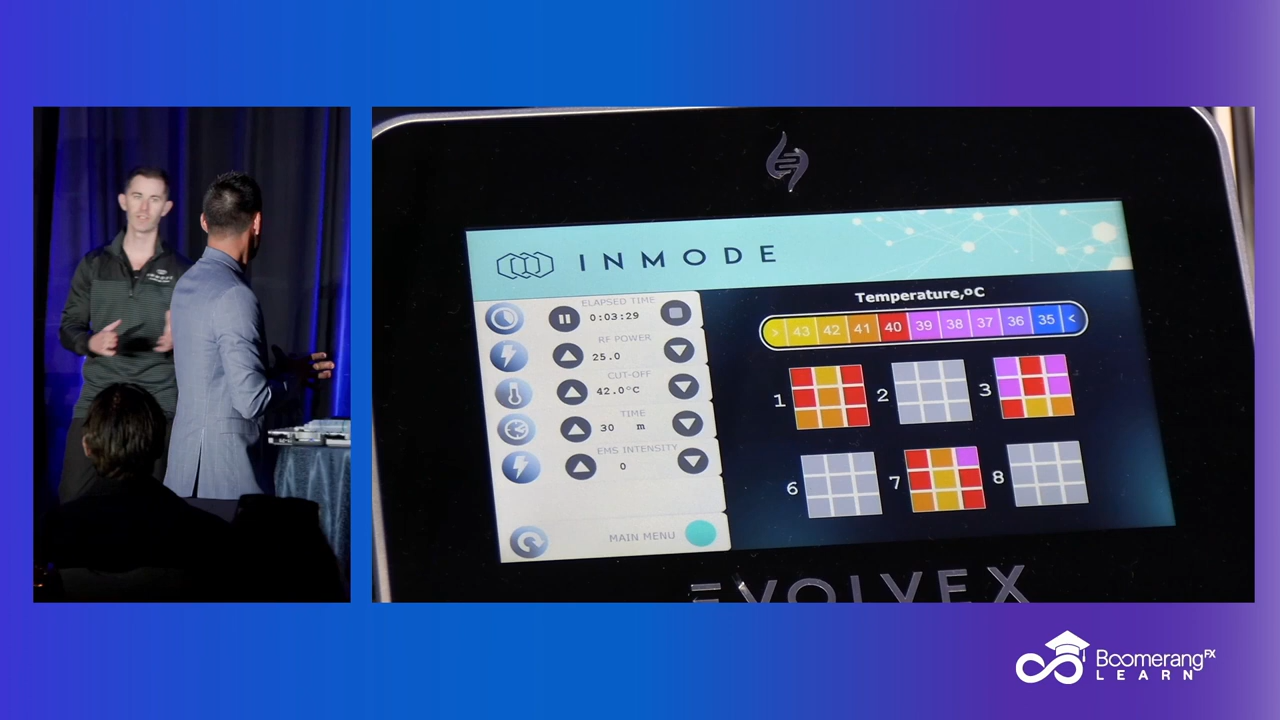 INMODE
ELAPSED TIME
0:03:29
RF POWER
25.0
CUT-OFF
42.0°C
TIME
30 m
EMS INTENSITY
0
MAIN MENU
Temperature,ºC
> 43 42 41 40 39 38 37 36 35 <
1 2 3
6 7 8
EVOLVEX
BoomerangFX
LEARN